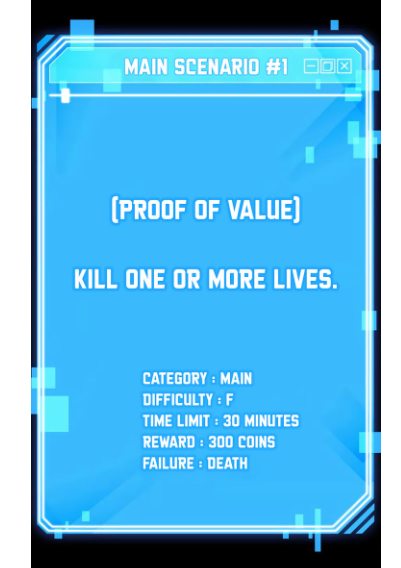 MAIN SCENARIO #1
[PROOF OF VALUE]
KILL ONE OR MORE LIVES.
CATEGORY : MAIN
DIFFICULTY : F
TIME LIMIT : 30 MINUTES
REWARD : 300 COINS
FAILURE : DEATH